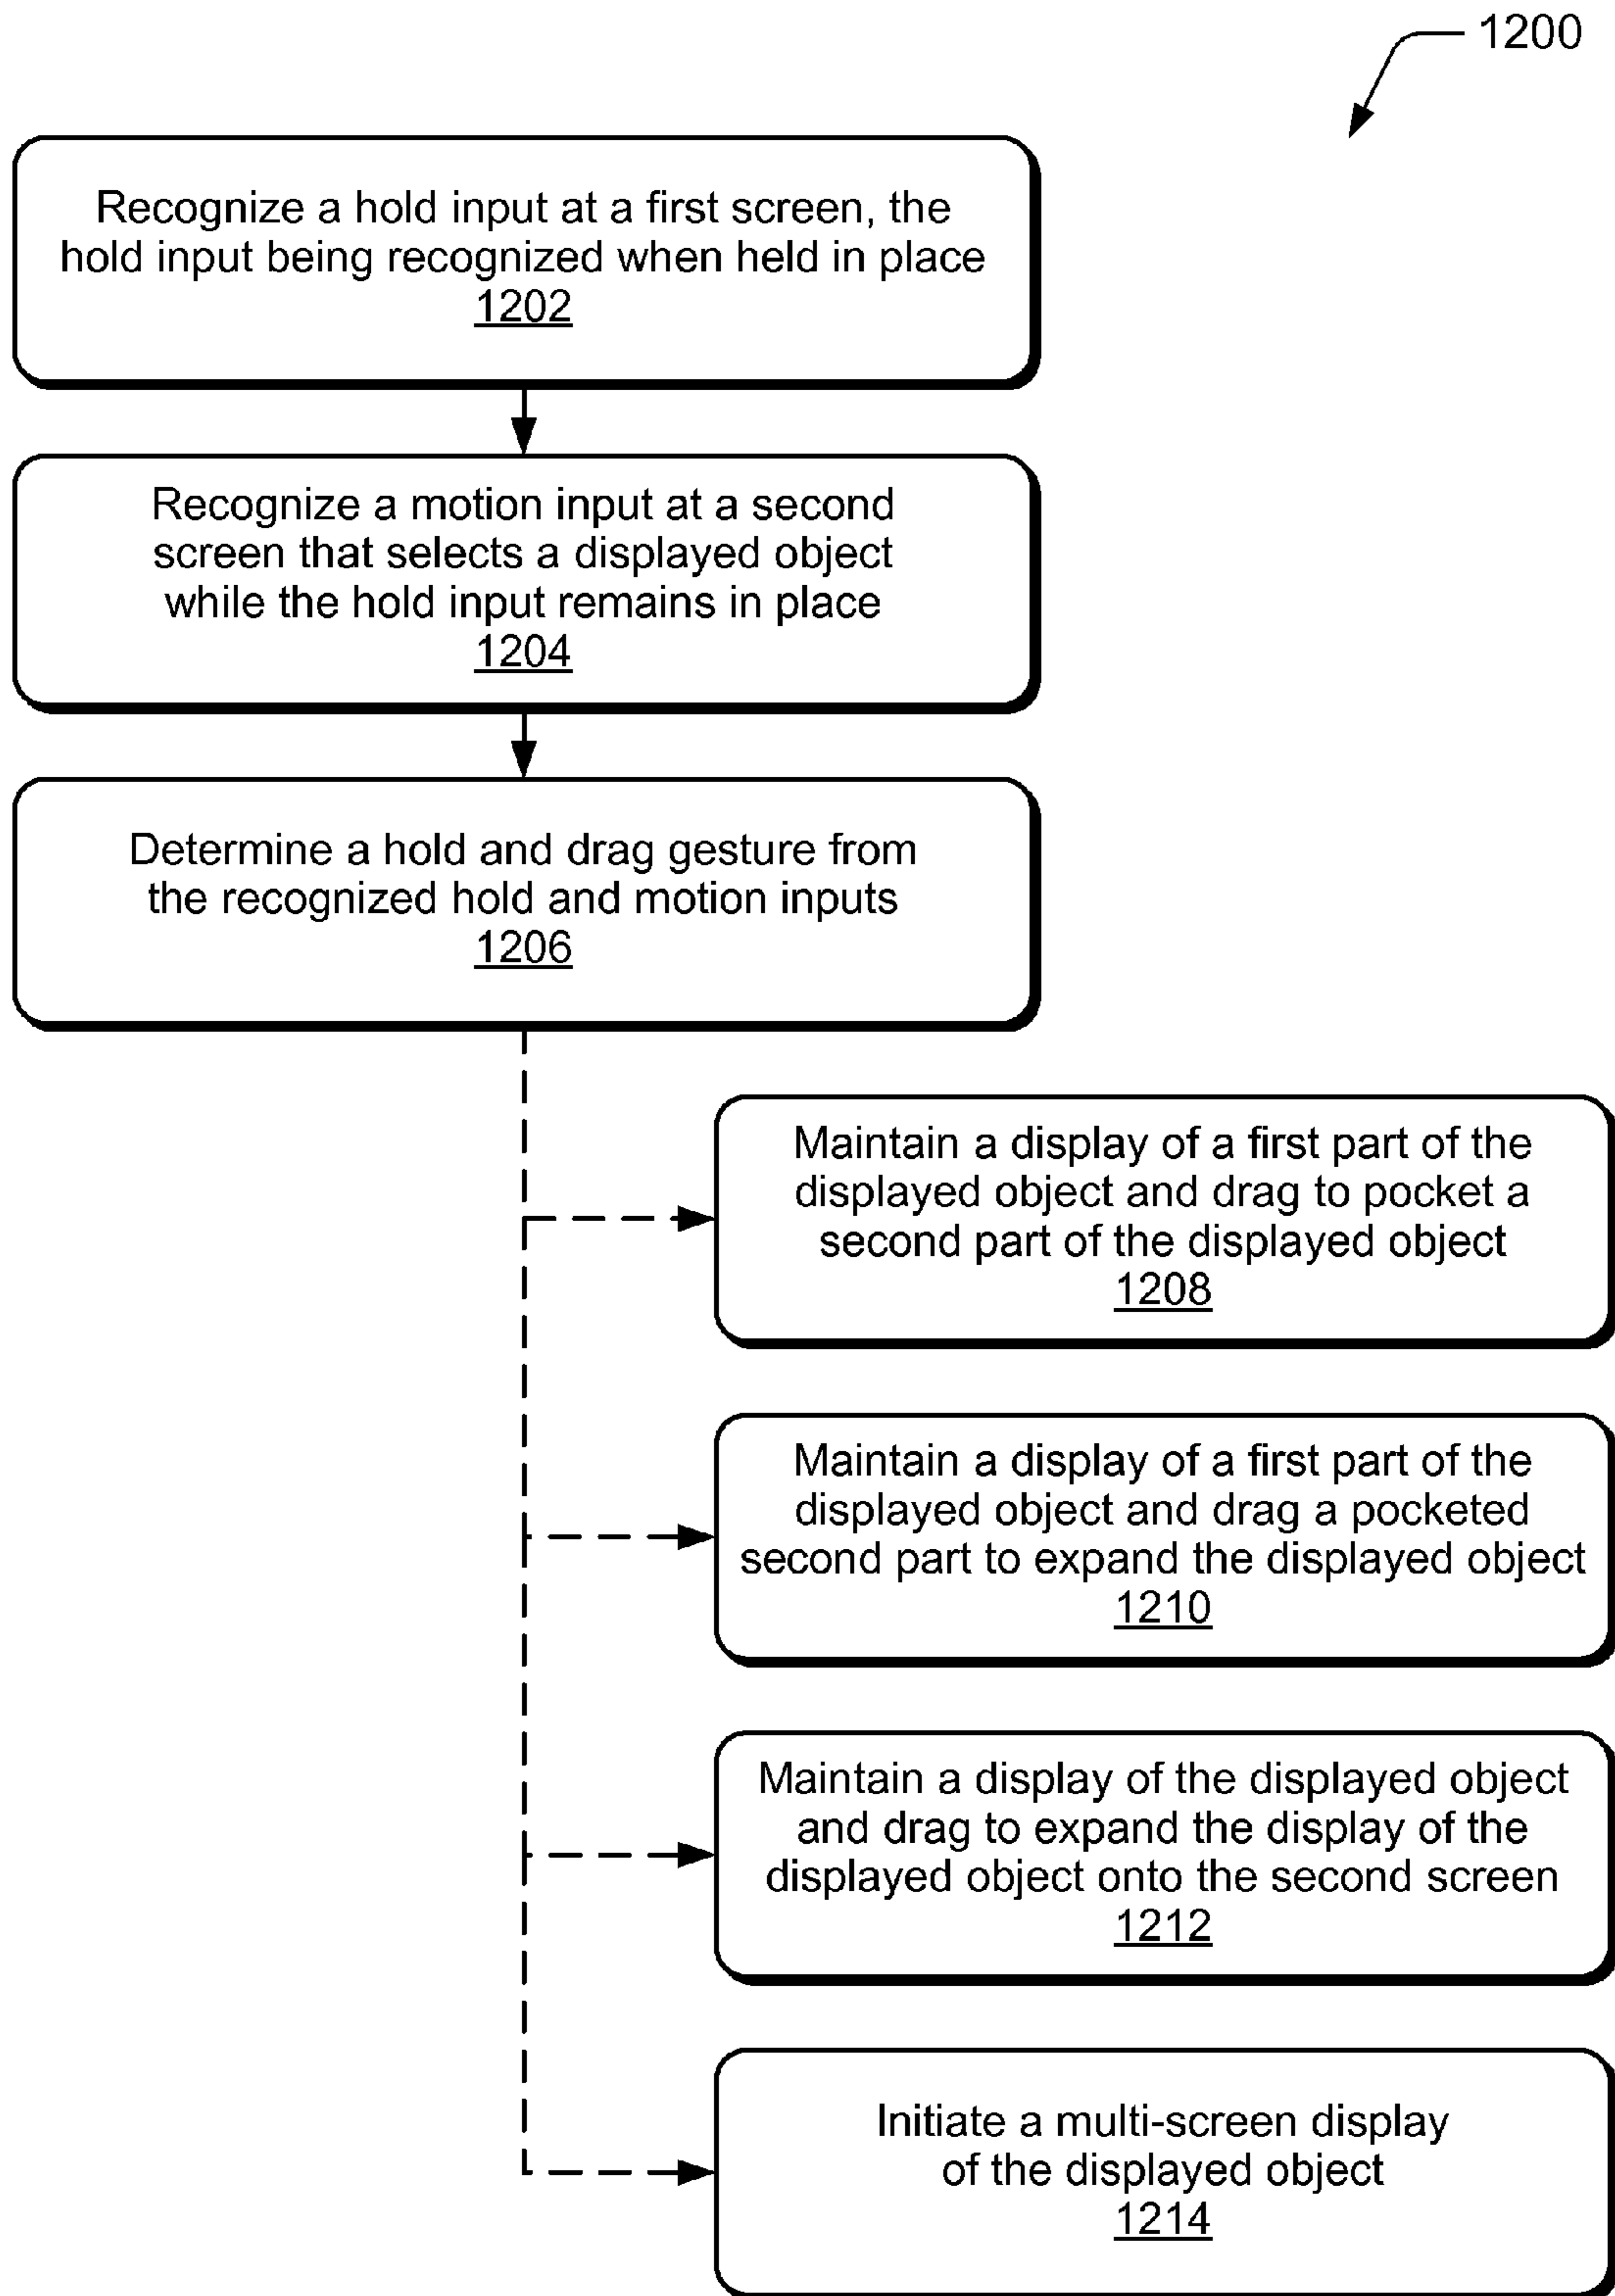 1200
Recognize a hold input at a first screen, the
hold input being recognized when held in place
1202
Recognize a motion input at a second
screen that selects a displayed object
while the hold input remains in place
1204
Determine a hold and drag gesture from
the recognized hold and motion inputs
1206
Maintain a display of a first part of the
displayed object and drag to pocket a
second part of the displayed object
1208
Maintain a display of a first part of the
displayed object and drag a pocketed
second part to expand the displayed object
1210
Maintain a display of the displayed object
and drag to expand the display of the
displayed object onto the second screen
1212
Initiate a multi-screen display
of the displayed object
1214